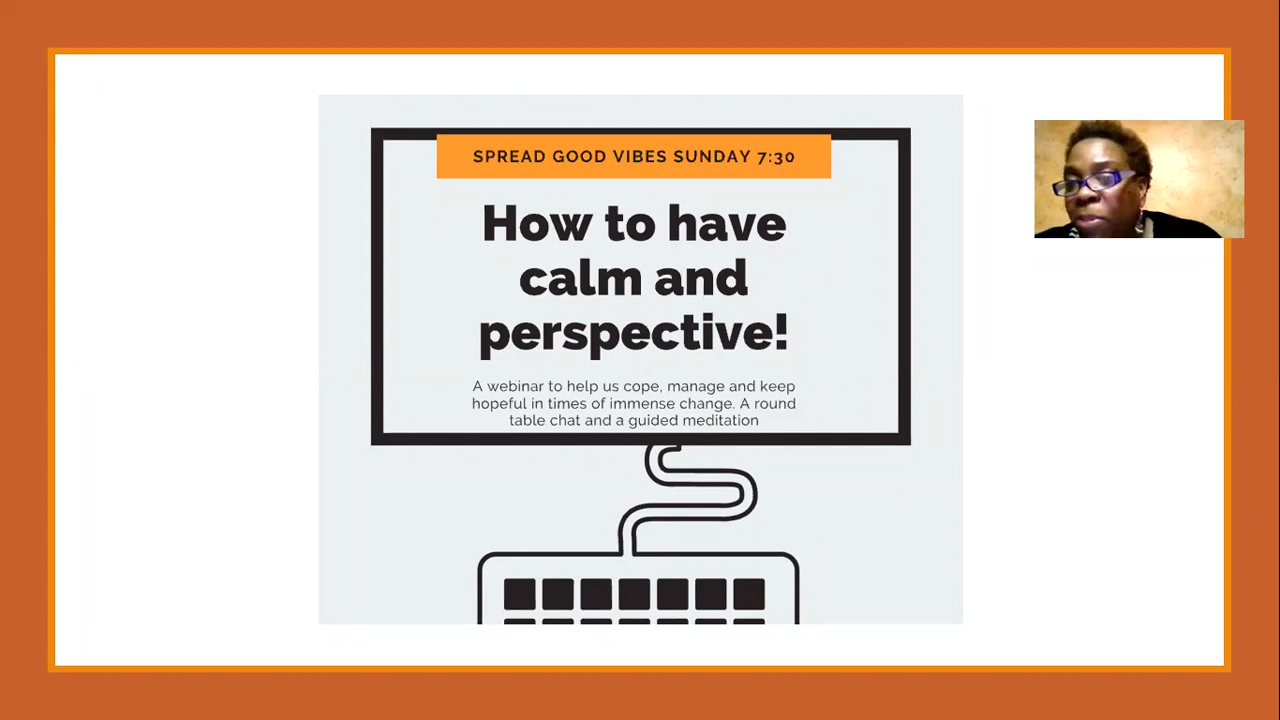 SPREAD GOOD VIBES SUNDAY 7:30
How to have
calm and
perspective!
A webinar to help us cope, manage and keep
hopeful in times of immense change. A round
table chat and a guided meditation